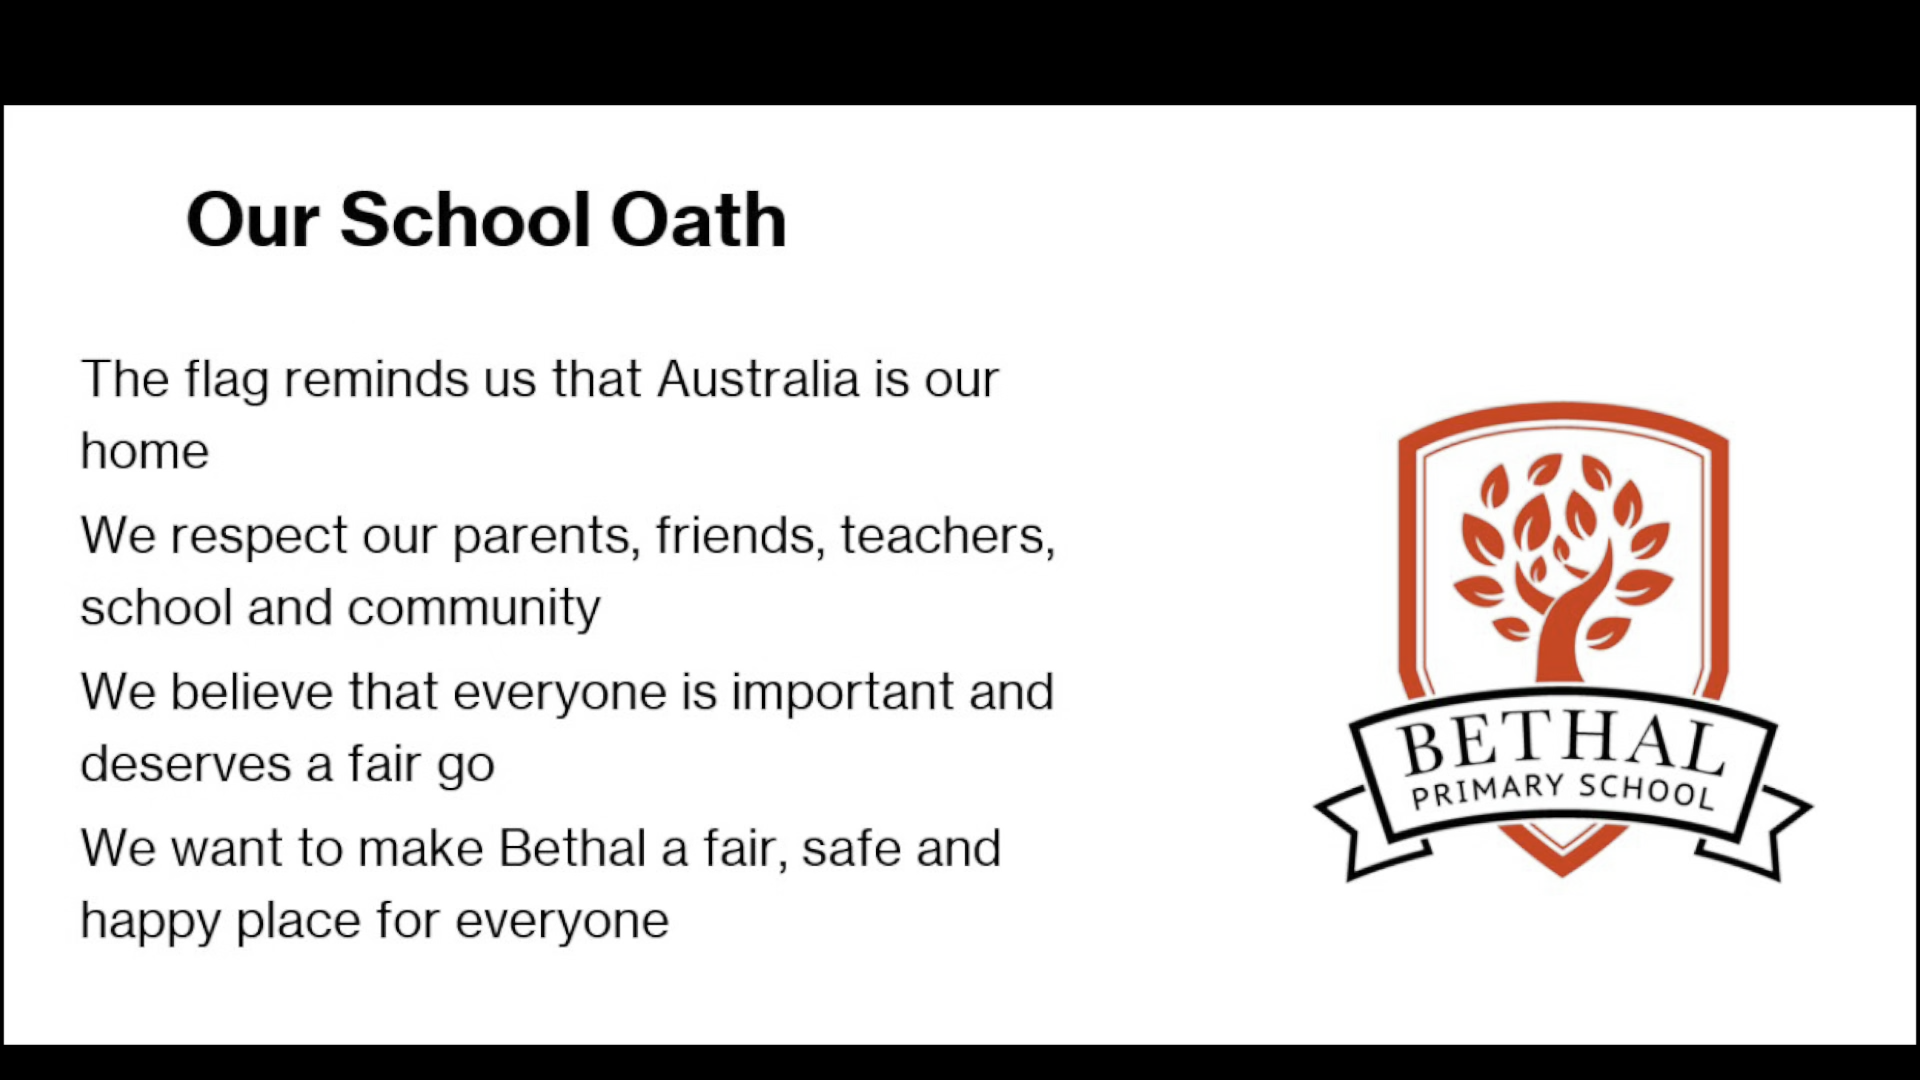 Our School Oath
The flag reminds us that Australia is our
home
We respect our parents, friends, teachers,
school and community
We believe that everyone is important and
deserves a fair go
We want to make Bethal a fair, safe and
happy place for everyone
BETHAL
PRIMARY SCHOOL